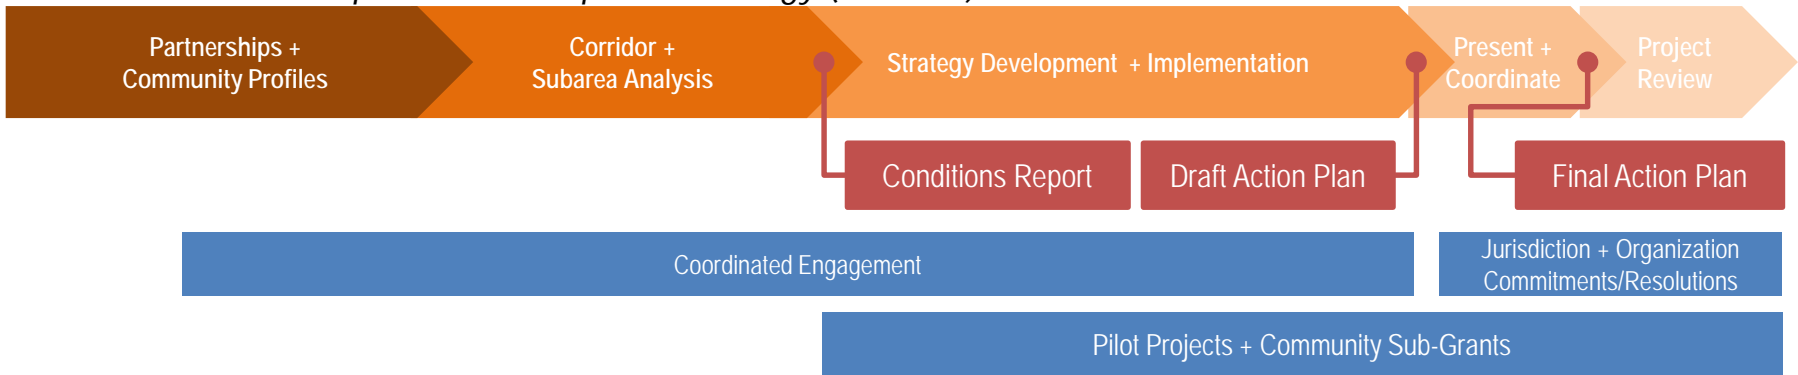 Partnerships +
Community Profiles
Corridor +
Subarea Analysis
Strategy Development + Implementation
Present +
Coordinate
Project
Review
Conditions Report
Draft Action Plan
Final Action Plan
Coordinated Engagement
Jurisdiction + Organization
Commitments/Resolutions
Pilot Projects + Community Sub-Grants